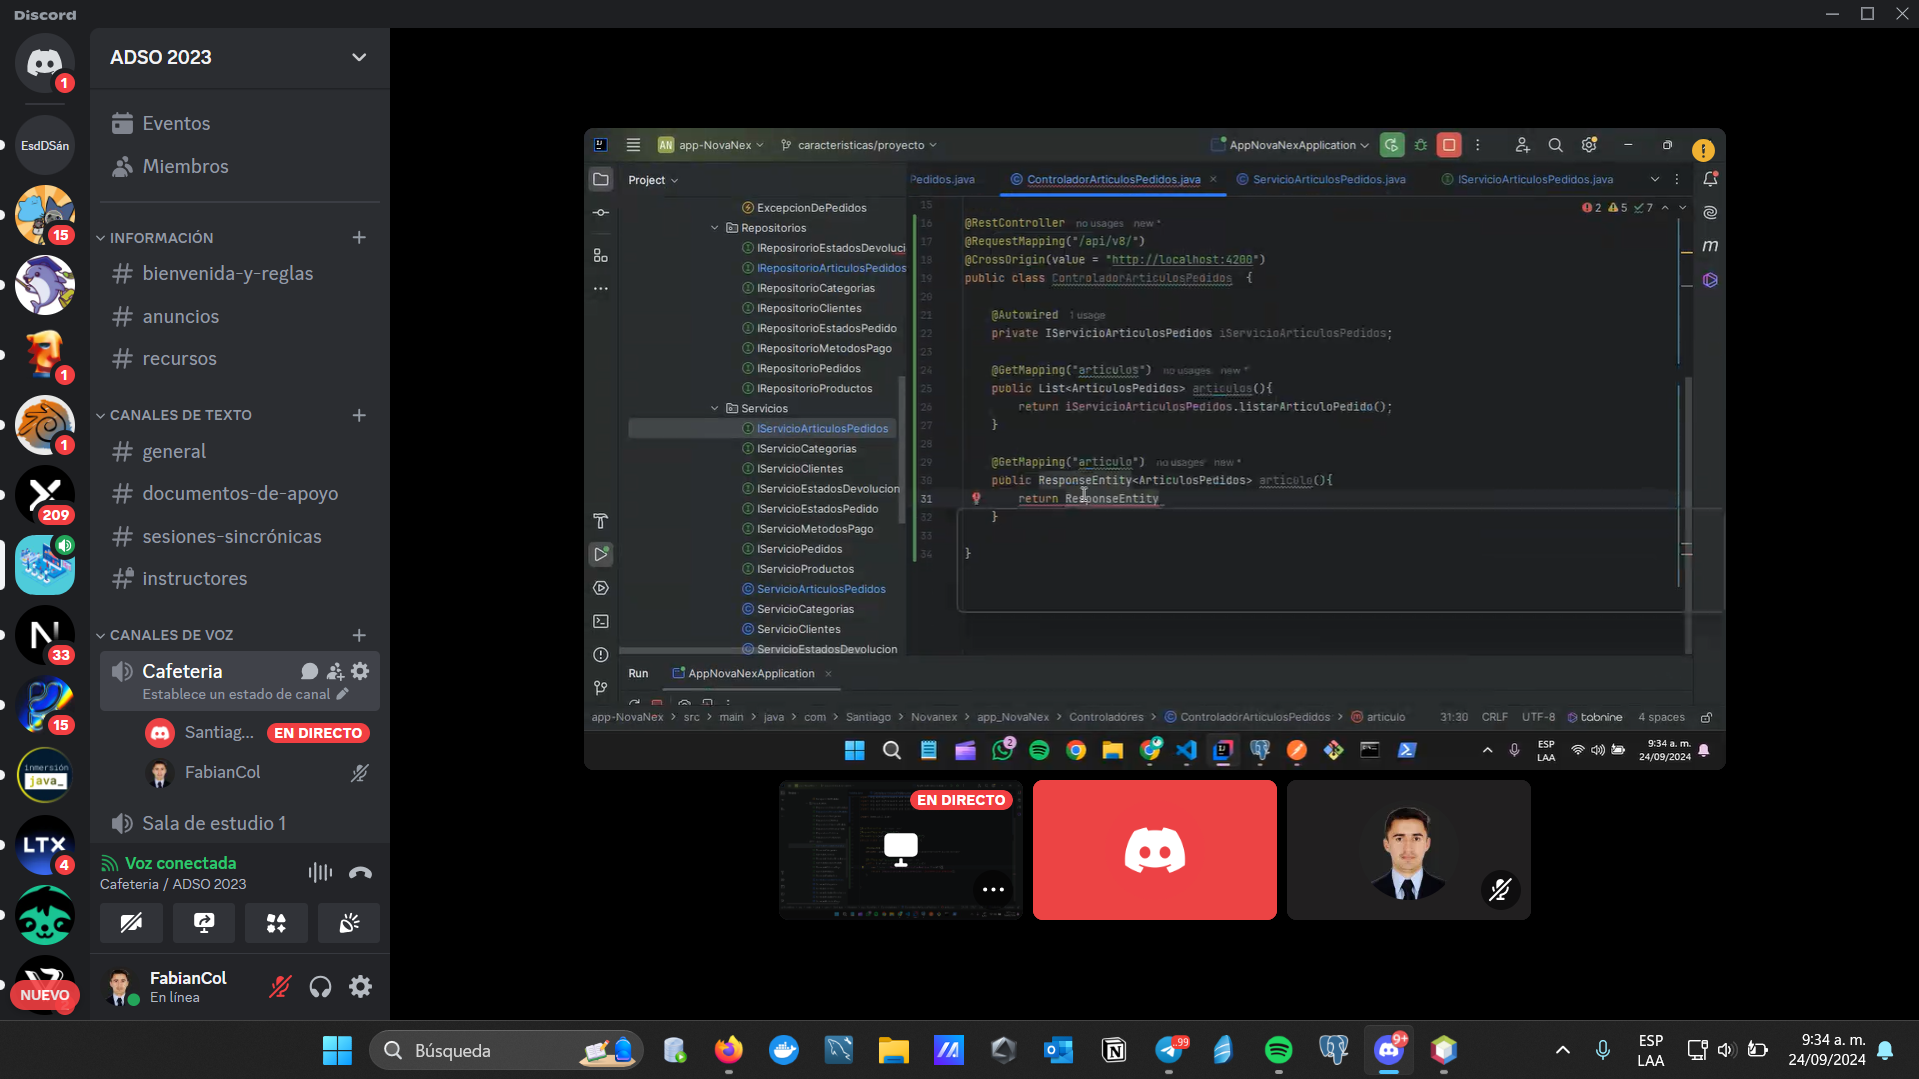 Discord
1
EsdDSán
15
1
1
209
33
15
inmersión
java_
LTX
4
NUEVO
ADSO 2023
Eventos
Miembros
INFORMACIÓN
bienvenida-y-reglas
anuncios
recursos
CANALES DE TEXTO
general
documentos-de-apoyo
sesiones-sincrónicas
instructores
CANALES DE VOZ
Cafeteria
Establece un estado de canal
Santiag... EN DIRECTO
FabianCol
Sala de estudio 1
Voz conectada
Cafeteria / ADSO 2023
FabianCol
En línea
AN app-NovaNex caracteristicas/proyecto AppNovaNexApplication
Project
Pedidos.java ControladorArticulosPedidos.java ServicioArticulosPedidos.java IServicioArticulosPedidos.java
2 5 7
ExcepcionDePedidos
Repositorios
IReposirorioEstadosDevoluci
IRepositorioArticulosPedidos
IRepositorioCategorias
IRepositorioClientes
IRepositorioEstadosPedido
IRepositorioMetodosPago
IRepositorioPedidos
IRepositorioProductos
Servicios
IServicioArticulosPedidos
IServicioCategorias
IServicioClientes
IServicioEstadosDevolucion
IServicioEstadosPedido
IServicioMetodosPago
IServicioPedidos
IServicioProductos
ServicioArticulosPedidos
ServicioCategorias
ServicioClientes
ServicioEstadosDevolucion
15
16 @RestController no usages new *
17 @RequestMapping("/api/v8/")
18 @CrossOrigin(value = "http://localhost:4200")
19 public class ControladorArticulosPedidos {
20
21 @Autowired 1 usage
22 private IServicioArticulosPedidos iServicioArticulosPedidos;
23
24 @GetMapping("articulos") no usages new *
25 public List<ArticulosPedidos> articulos(){
26 return iServicioArticulosPedidos.listarArticuloPedido();
27 }
28
29 @GetMapping("articulo") no usages new *
30 public ResponseEntity<ArticulosPedidos> articulo(){
31 return ResponseEntity
32 }
33
34 }
Run AppNovaNexApplication
app-NovaNex > src > main > java > com > Santiago > Novanex > app_NovaNex > Controladores > ControladorArticulosPedidos > articulo 31:30 CRLF UTF-8 tabnine 4 spaces
2
ESP
LAA
9:34 a. m.
24/09/2024
EN DIRECTO
Búsqueda
.99
9+
ESP
LAA
9:34 a. m.
24/09/2024